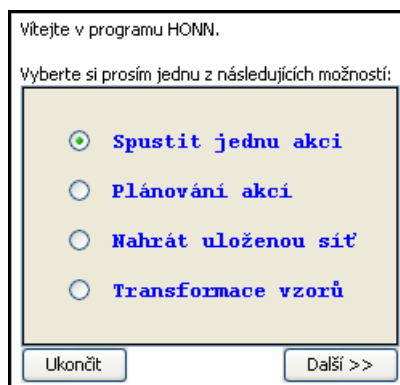 Vítejte v programu HONN.
Vyberte si prosím jednu z následujících možností:
Spustit jednu akci
Plánování akcí
Nahrát uloženou síť
Transformace vzorů
Ukončit
Další >>